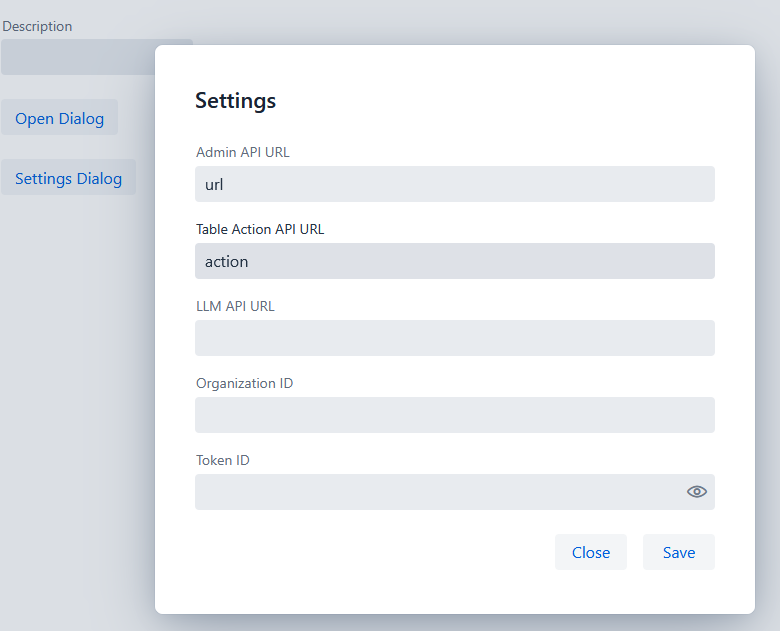 Description
Open Dialog
Settings Dialog
Settings
Admin API URL
url
Table Action API URL
action
LLM API URL
Organization ID
Token ID
Close
Save